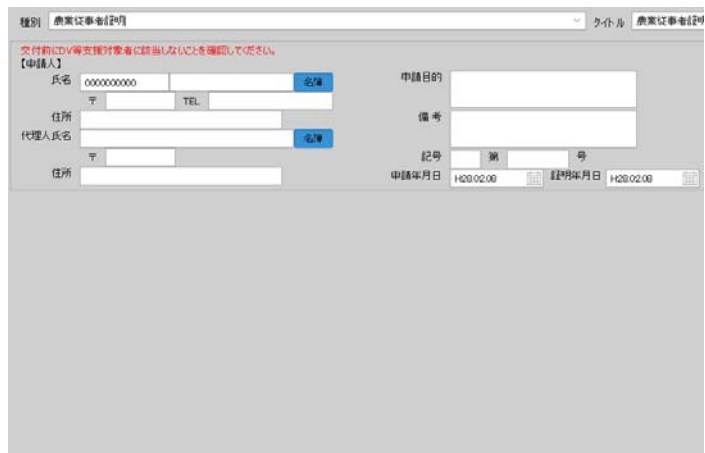 種別 農業従事者証明 タイトル 農業従事者証明
交付前にDV等支援対象者に該当しないことを確認してください。
【申請人】
氏名 0000000000 名簿 申請目的
〒 TEL
住所 備考
代理人氏名 名簿
〒 記号 第 号
住所 申請年月日 H28.02.08 証明年月日 H28.02.08